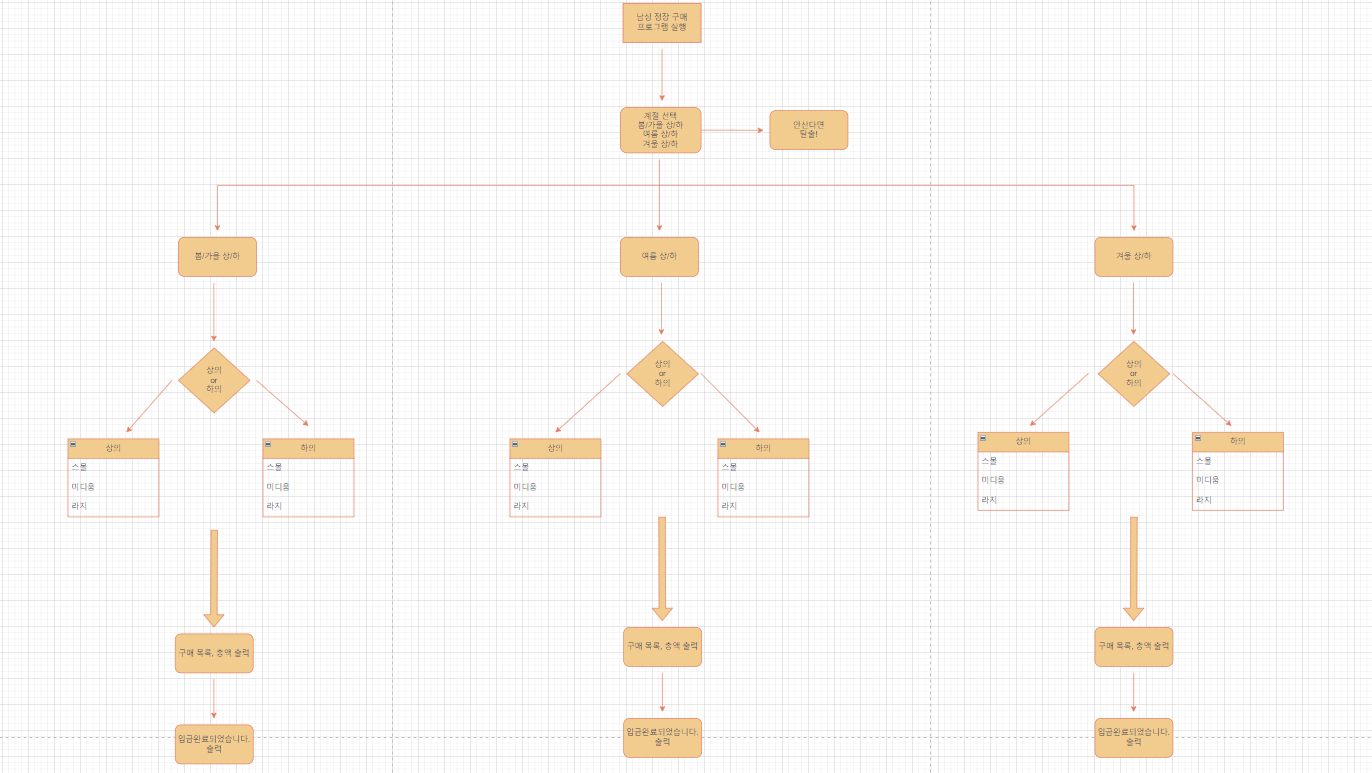 남성 정장 구매
프로그램 실행
계절 선택
봄/가을 상/하
여름 상/하
겨울 상/하
안산다면
탈출!
봄/가을 상/하
여름 상/하
겨울 상/하
상의
or
하의
상의
or
하의
상의
or
하의
상의
스몰
미디움
라지
하의
스몰
미디움
라지
상의
스몰
미디움
라지
하의
스몰
미디움
라지
상의
스몰
미디움
라지
하의
스몰
미디움
라지
구매 목록, 총액 출력
구매 목록, 총액 출력
구매 목록, 총액 출력
입금완료되었습니다.
출력
입금완료되었습니다.
출력
입금완료되었습니다.
출력